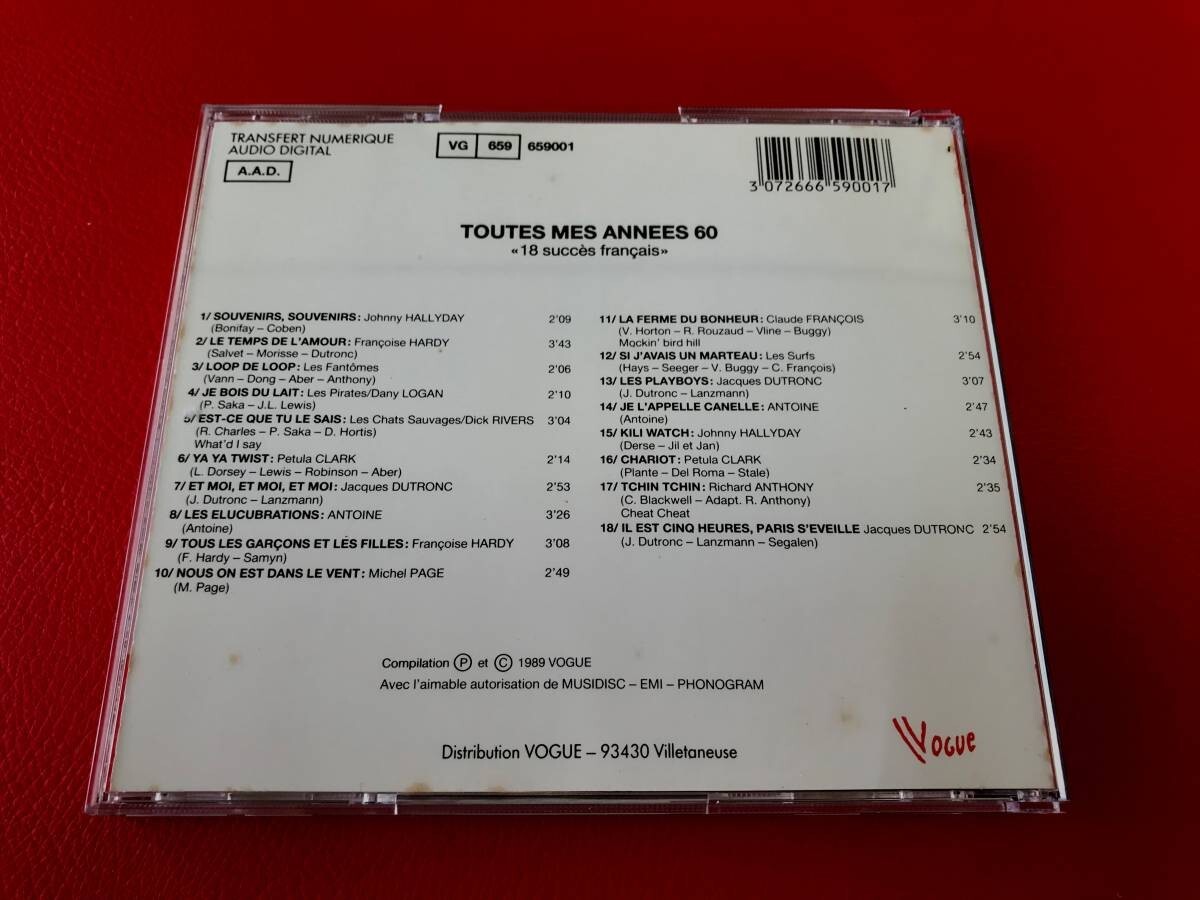 TRANSFERT NUMERIQUE
AUDIO DIGITAL
A.A.D.
VG 659 659001
3 072666 590017
TOUTES MES ANNEES 60
«18 succès français»
1/ SOUVENIRS, SOUVENIRS: Johnny HALLYDAY 2'09
(Bonifay – Coben)
2/ LE TEMPS DE L'AMOUR: Françoise HARDY 3'43
(Salvet – Morisse – Dutronc)
3/ LOOP DE LOOP: Les Fantômes 2'06
(Vann – Dong – Aber – Anthony)
4/ JE BOIS DU LAIT: Les Pirates/Dany LOGAN 2'10
(P. Saka – J.L. Lewis)
5/ EST-CE QUE TU LE SAIS: Les Chats Sauvages/Dick RIVERS 3'04
(R. Charles – P. Saka – D. Hortis)
What'd I say
6/ YA YA TWIST: Petula CLARK 2'14
(L. Dorsey – Lewis – Robinson – Aber)
7/ ET MOI, ET MOI, ET MOI: Jacques DUTRONC 2'53
(J. Dutronc – Lanzmann)
8/ LES ELUCUBRATIONS: ANTOINE 3'26
(Antoine)
9/ TOUS LES GARÇONS ET LES FILLES: Françoise HARDY 3'08
(F. Hardy – Samyn)
10/ NOUS ON EST DANS LE VENT: Michel PAGE 2'49
(M. Page)
11/ LA FERME DU BONHEUR: Claude FRANÇOIS 3'10
(V. Horton – R. Rouzaud – Vline – Buggy)
Mockin' bird hill
12/ SI J'AVAIS UN MARTEAU: Les Surfs 2'54
(Hays – Seeger – V. Buggy – C. François)
13/ LES PLAYBOYS: Jacques DUTRONC 3'07
(J. Dutronc – Lanzmann)
14/ JE L'APPELLE CANELLE: ANTOINE 2'47
(Antoine)
15/ KILI WATCH: Johnny HALLYDAY 2'43
(Derse – Jil et Jan)
16/ CHARIOT: Petula CLARK 2'34
(Plante – Del Roma – Stale)
17/ TCHIN TCHIN: Richard ANTHONY 2'35
(C. Blackwell – Adapt. R. Anthony)
Cheat Cheat
18/ IL EST CINQ HEURES, PARIS S'EVEILLE Jacques DUTRONC 2'54
(J. Dutronc – Lanzmann – Segalen)
Compilation Ⓟ et Ⓒ 1989 VOGUE
Avec l'aimable autorisation de MUSIDISC – EMI – PHONOGRAM
Distribution VOGUE – 93430 Villetaneuse
VOGUE